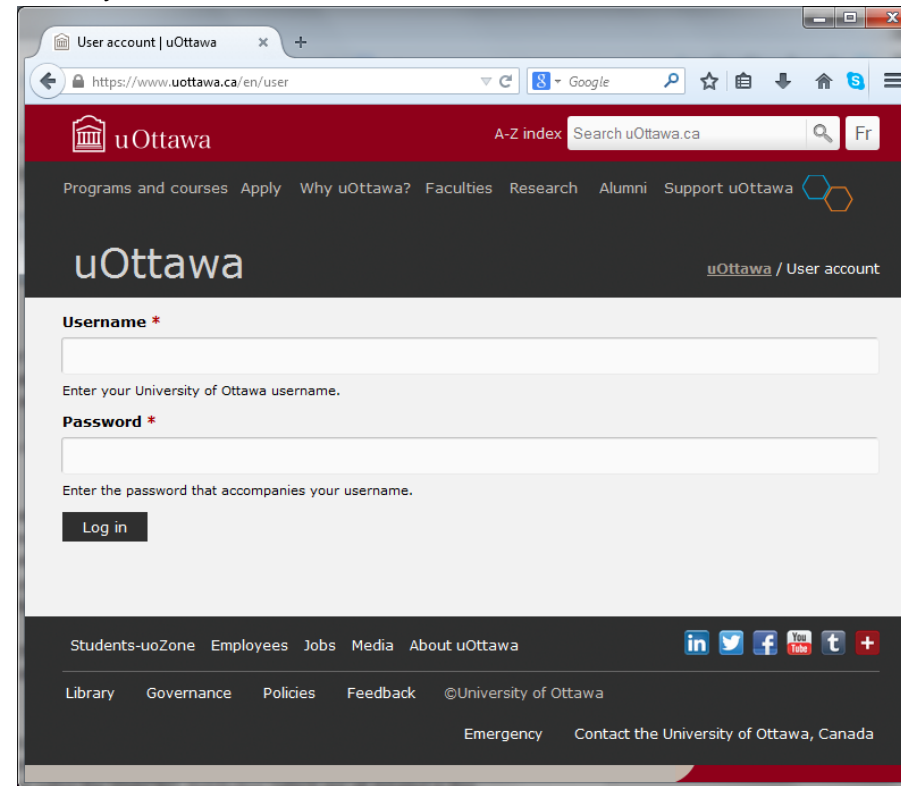 User account | uOttawa
https://www.uottawa.ca/en/user
Google
uOttawa
A-Z index Search uOttawa.ca Fr
Programs and courses Apply Why uOttawa? Faculties Research Alumni Support uOttawa
uOttawa
uOttawa / User account
Username *
Enter your University of Ottawa username.
Password *
Enter the password that accompanies your username.
Log in
Students-uoZone Employees Jobs Media About uOttawa
in f You Tube t +
Library Governance Policies Feedback ©University of Ottawa
Emergency Contact the University of Ottawa, Canada